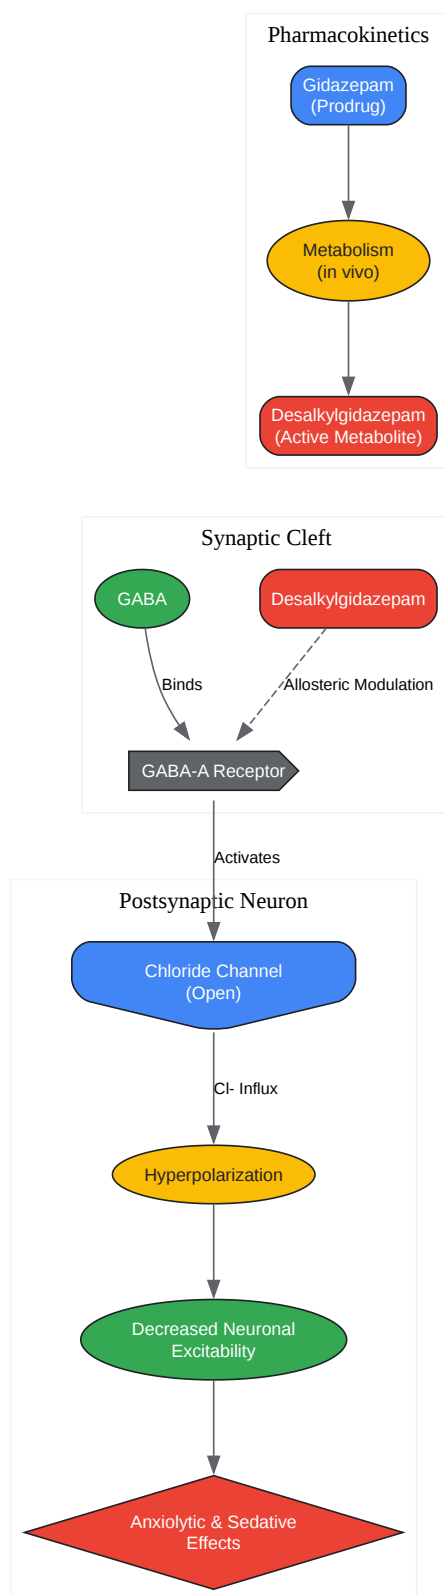 Pharmacokinetics
Gidazepam
(Prodrug)
Metabolism
(in vivo)
Desalkylgidazepam
(Active Metabolite)
Synaptic Cleft
GABA
Desalkylgidazepam
Binds
Allosteric Modulation
GABA-A Receptor
Activates
Postsynaptic Neuron
Chloride Channel
(Open)
Cl- Influx
Hyperpolarization
Decreased Neuronal
Excitability
Anxiolytic & Sedative
Effects